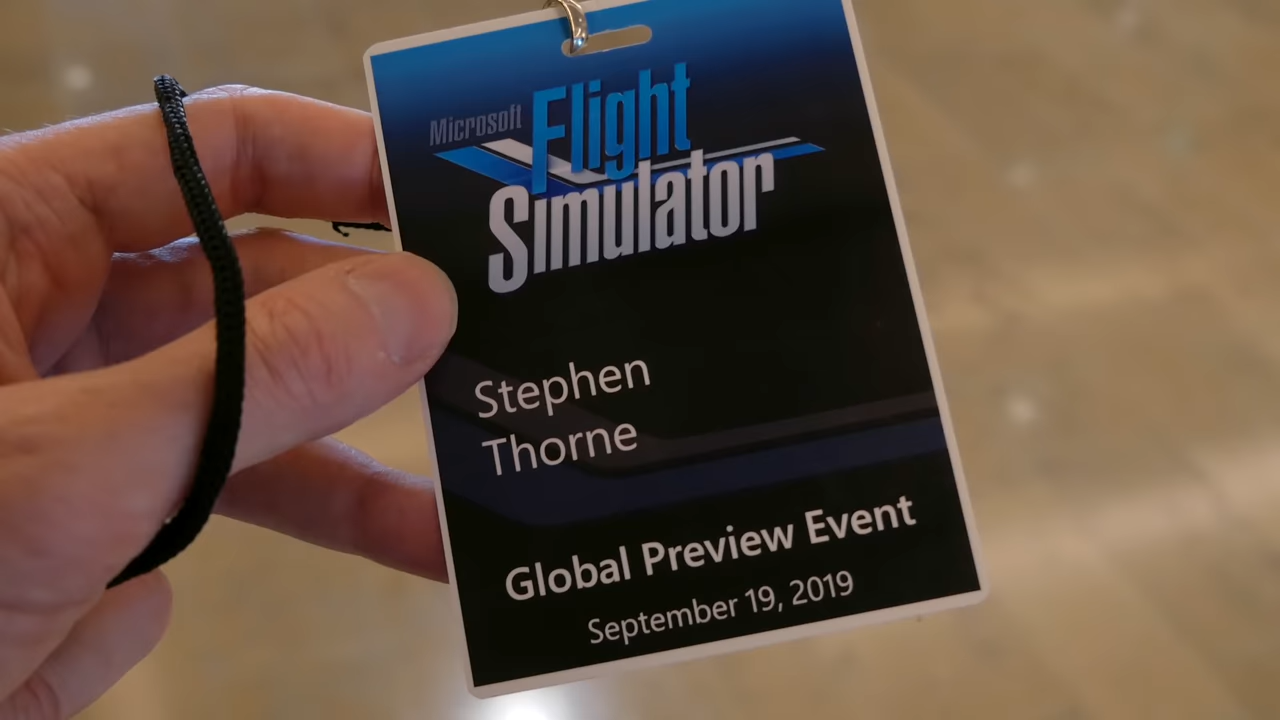 Microsoft Flight
Simulator
Stephen
Thorne
Global Preview Event
September 19, 2019